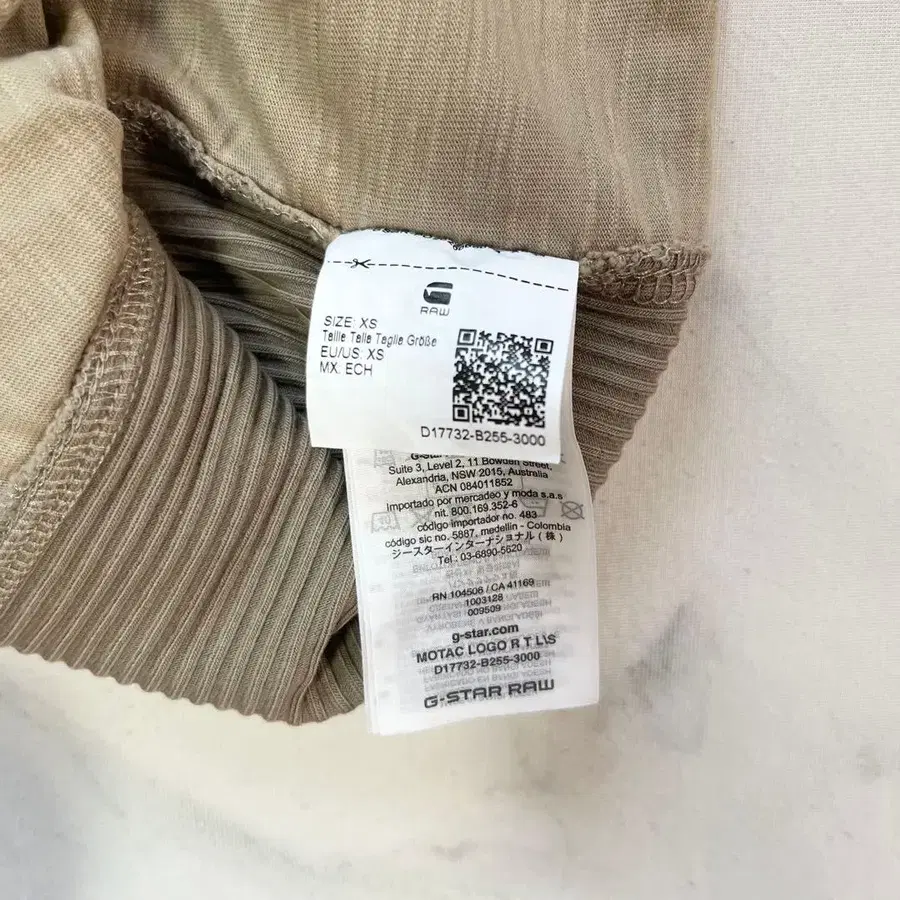 RAW
SIZE: XS
Taille Talla Taglia Größe
EU/US: XS
MX: ECH
D17732-B255-3000
G-Star
Suite 3, Level 2, 11 Bowden Street,
Alexandria, NSW 2015, Australia
ACN 084011852
importado por mercadeo y moda s.a.s
nit. 800.169.352-6
código importador no. 483
código sic no. 5887, medellin - Colombia
ジースターインターナショナル(株)
Tel : 03-6890-5620
RN 104506 / CA 41169
1003128
009509
g-star.com
MOTAC LOGO R T L\S
D17732-B255-3000
G-STAR RAW